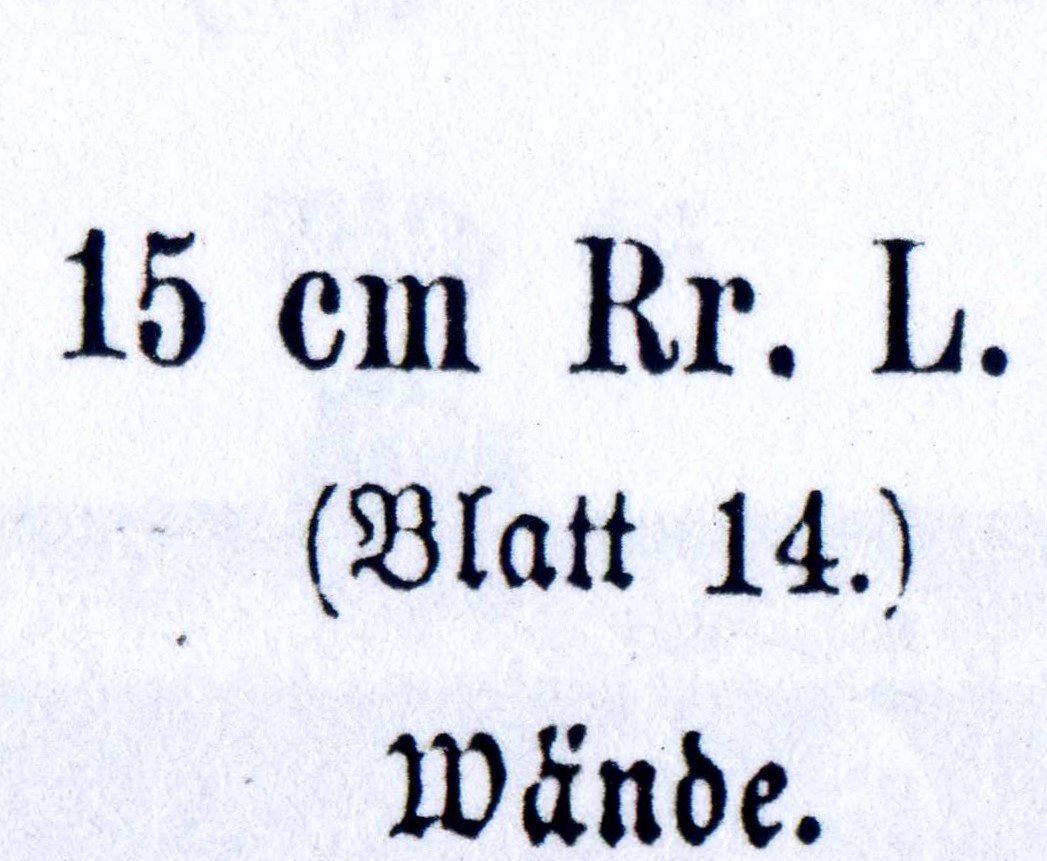 15 cm Rr. L.
(Blatt 14.)
Wände.